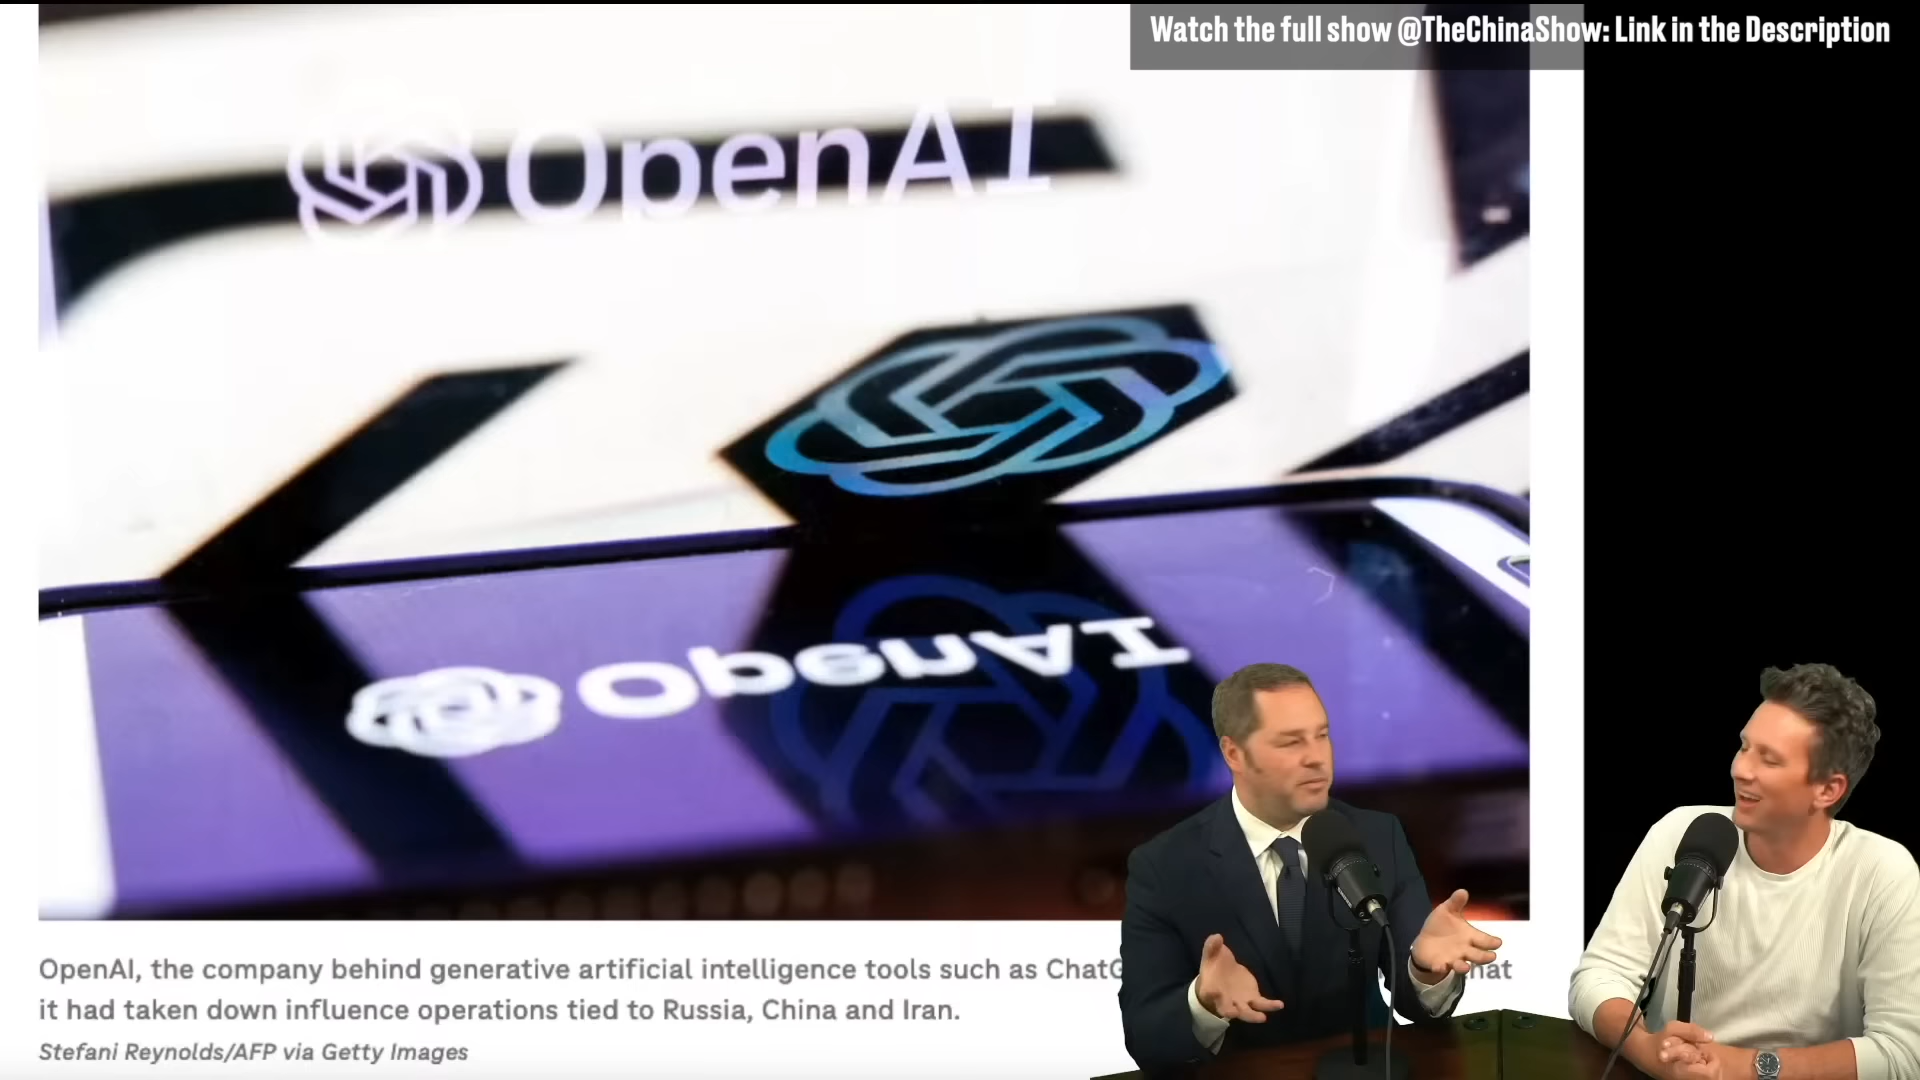 Watch the full show @TheChinaShow: Link in the Description
OpenAI
OpenAI
OpenAI, the company behind generative artificial intelligence tools such as ChatG hat
it had taken down influence operations tied to Russia, China and Iran.
Stefani Reynolds/AFP via Getty Images